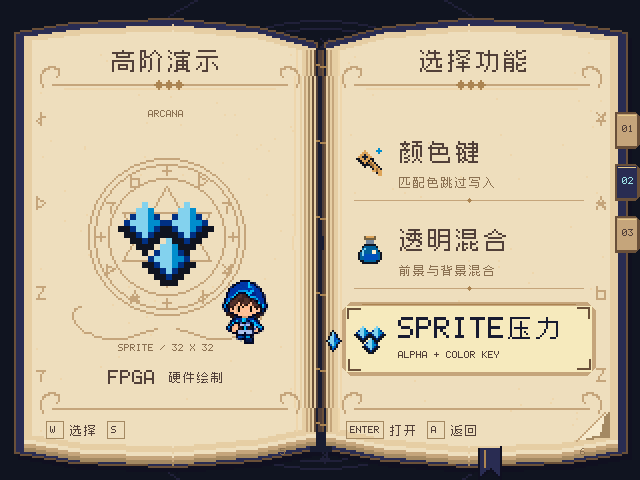 高阶演示
ARCANA
SPRITE / 32 X 32
FPGA 硬件绘制
W 选择 S
选择功能
颜色键
匹配色跳过写入
透明混合
前景与背景混合
SPRITE压力
ALPHA + COLOR KEY
ENTER 打开 A 返回
01
02
03